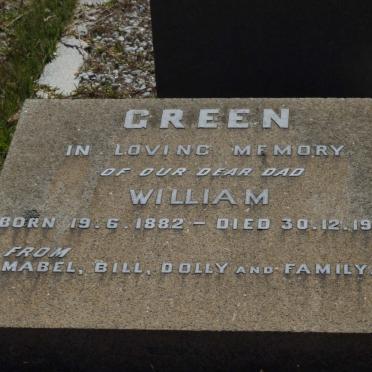 GREEN
IN LOVING MEMORY
OF OUR DEAR DAD
WILLIAM
BORN 19.6.1882 – DIED 30.12.19
FROM
MABEL, BILL, DOLLY AND FAMILY.